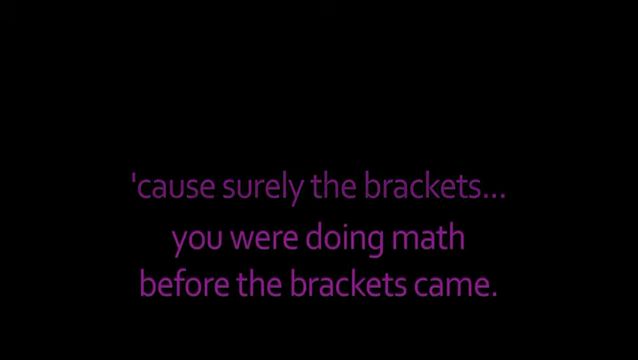 'cause surely the brackets...
you were doing math
before the brackets came.